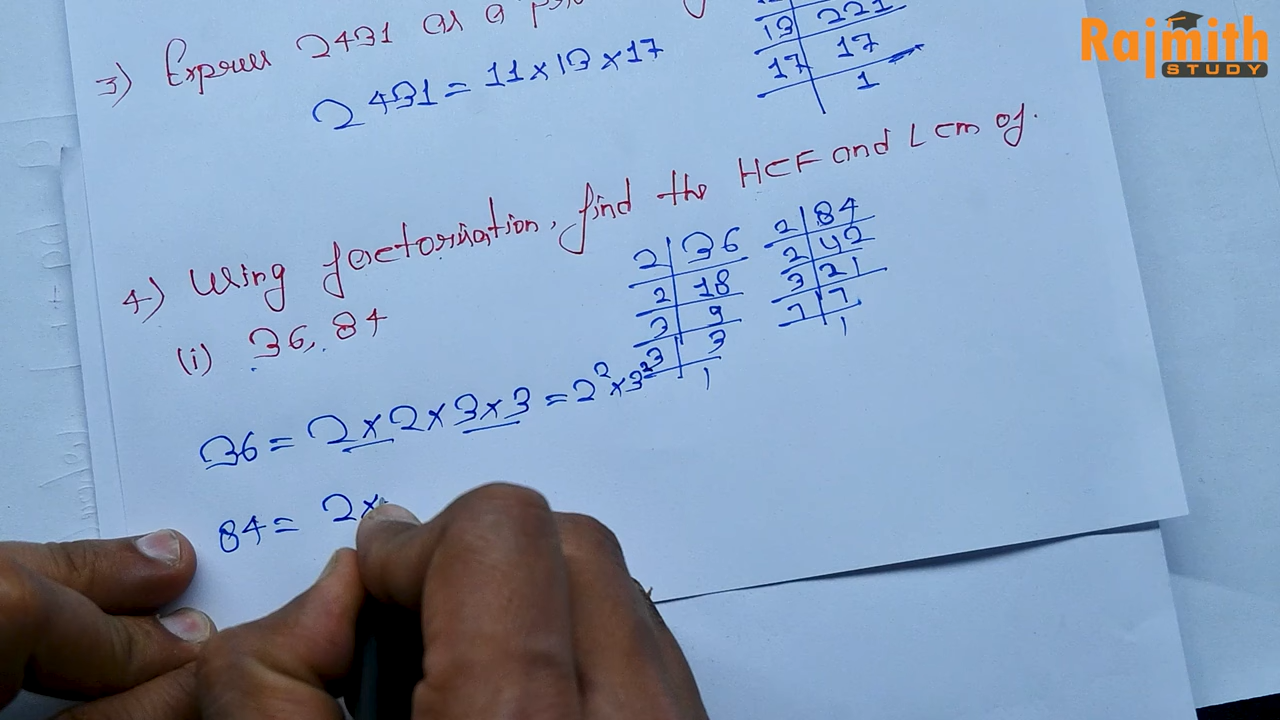 3) Express 2431 as a
2431 = 11 × 13 × 17
13 | 221
17 | 17
1
Rajmith
STUDY
4) Using factorisation, find the HCF and LCM of.
(i) 36, 84
2 | 36
2 | 18
3 | 9
3 | 3
1
2 | 84
2 | 42
3 | 21
7 | 7
1
36 = 2 × 2 × 3 × 3 = 2² × 3²
84 = 2 ×